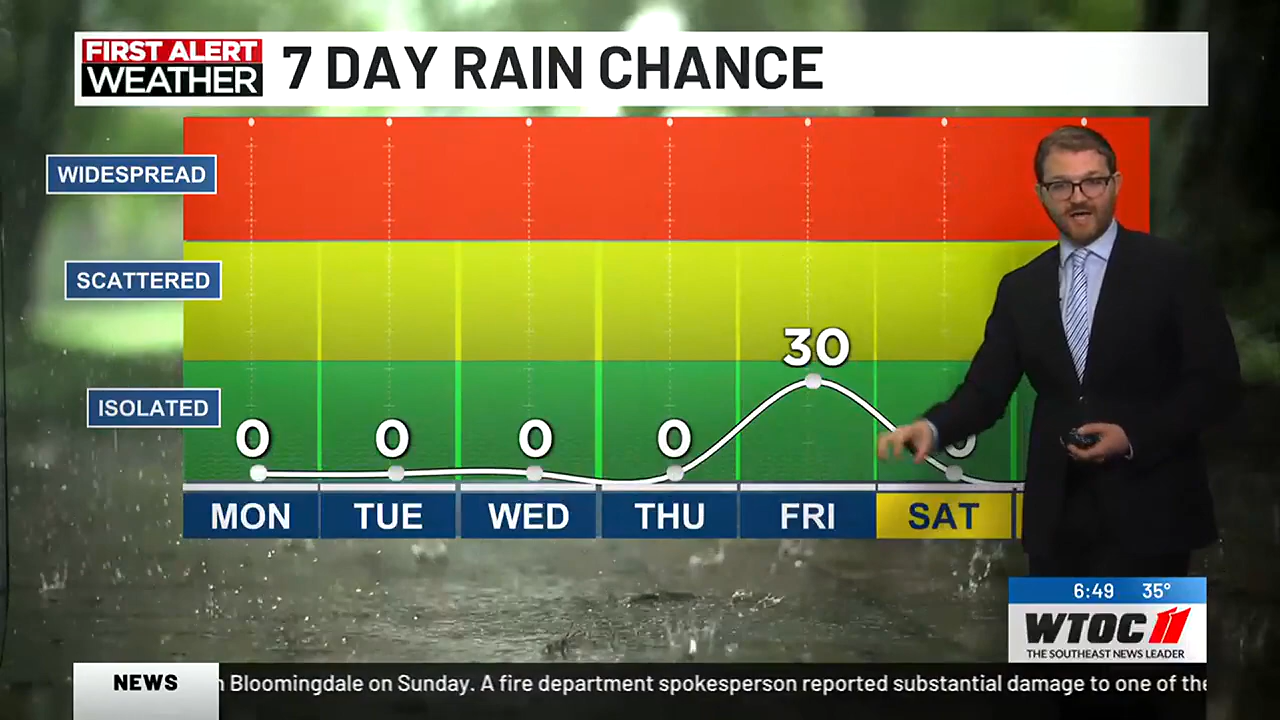 FIRST ALERT
WEATHER
7 DAY RAIN CHANCE
WIDESPREAD
SCATTERED
ISOLATED
30
0 0 0 0
MON TUE WED THU FRI SAT
6:49 35°
WTOC 11
THE SOUTHEAST NEWS LEADER
NEWS Bloomingdale on Sunday. A fire department spokesperson reported substantial damage to one of the